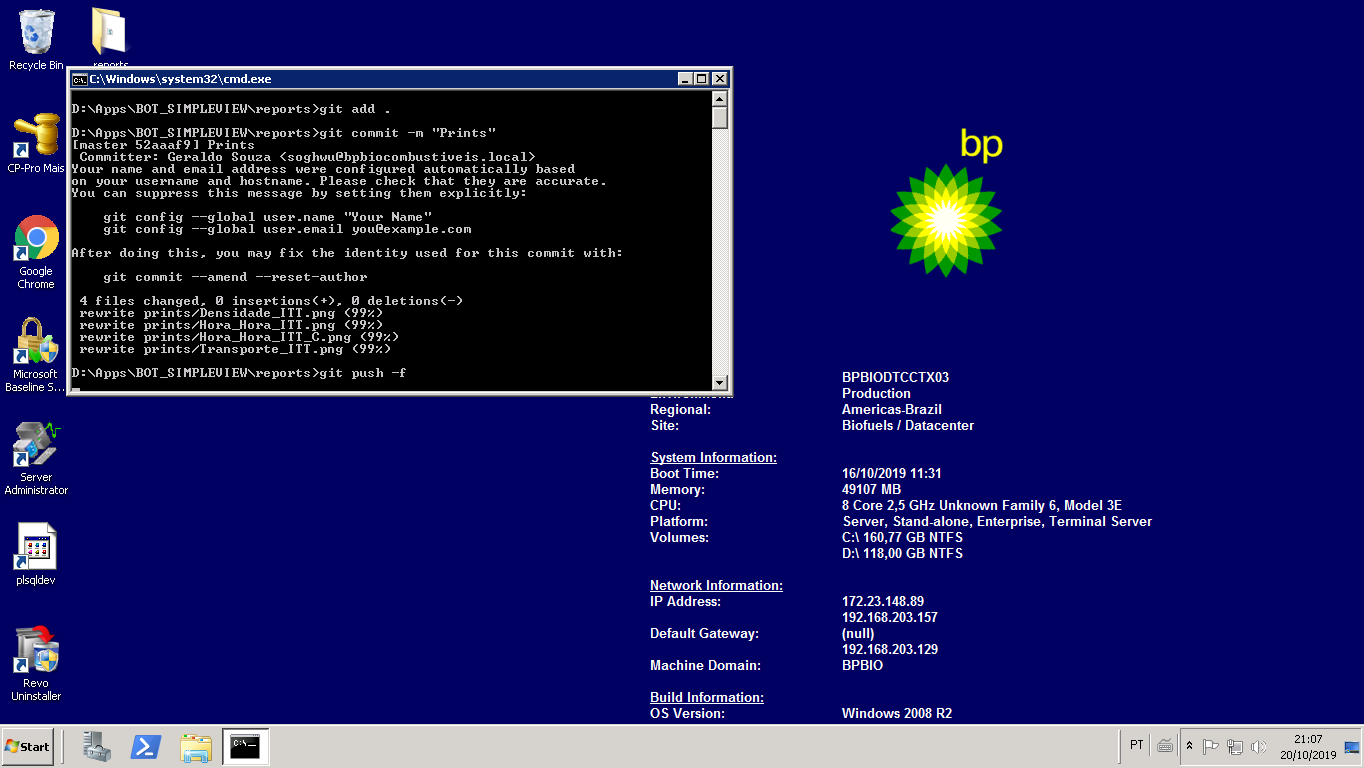 Recycle Bin
reports
CP-Pro Mais
Google
Chrome
Microsoft
Baseline S...
Server
Administrator
plsqldev
Revo
Uninstaller
C:\Windows\system32\cmd.exe
D:\Apps\BOT_SIMPLEVIEW\reports>git add .
D:\Apps\BOT_SIMPLEVIEW\reports>git commit -m "Prints"
[master 52aaaf9] Prints
Committer: Geraldo Souza <soghwu@bpbiocombustiveis.local>
Your name and email address were configured automatically based
on your username and hostname. Please check that they are accurate.
You can suppress this message by setting them explicitly:
git config --global user.name "Your Name"
git config --global user.email you@example.com
After doing this, you may fix the identity used for this commit with:
git commit --amend --reset-author
4 files changed, 0 insertions(+), 0 deletions(-)
rewrite prints/Densidade_ITT.png (99%)
rewrite prints/Hora_Hora_ITT.png (99%)
rewrite prints/Hora_Hora_ITT_C.png (99%)
rewrite prints/Transporte_ITT.png (99%)
D:\Apps\BOT_SIMPLEVIEW\reports>git push -f
bp
BPBIODTCCTX03
Environment: Production
Regional: Americas-Brazil
Site: Biofuels / Datacenter
System Information:
Boot Time: 16/10/2019 11:31
Memory: 49107 MB
CPU: 8 Core 2,5 GHz Unknown Family 6, Model 3E
Platform: Server, Stand-alone, Enterprise, Terminal Server
Volumes: C:\ 160,77 GB NTFS
D:\ 118,00 GB NTFS
Network Information:
IP Address: 172.23.148.89
192.168.203.157
Default Gateway: (null)
192.168.203.129
Machine Domain: BPBIO
Build Information:
OS Version: Windows 2008 R2
Start
C:\_
PT
21:07
20/10/2019